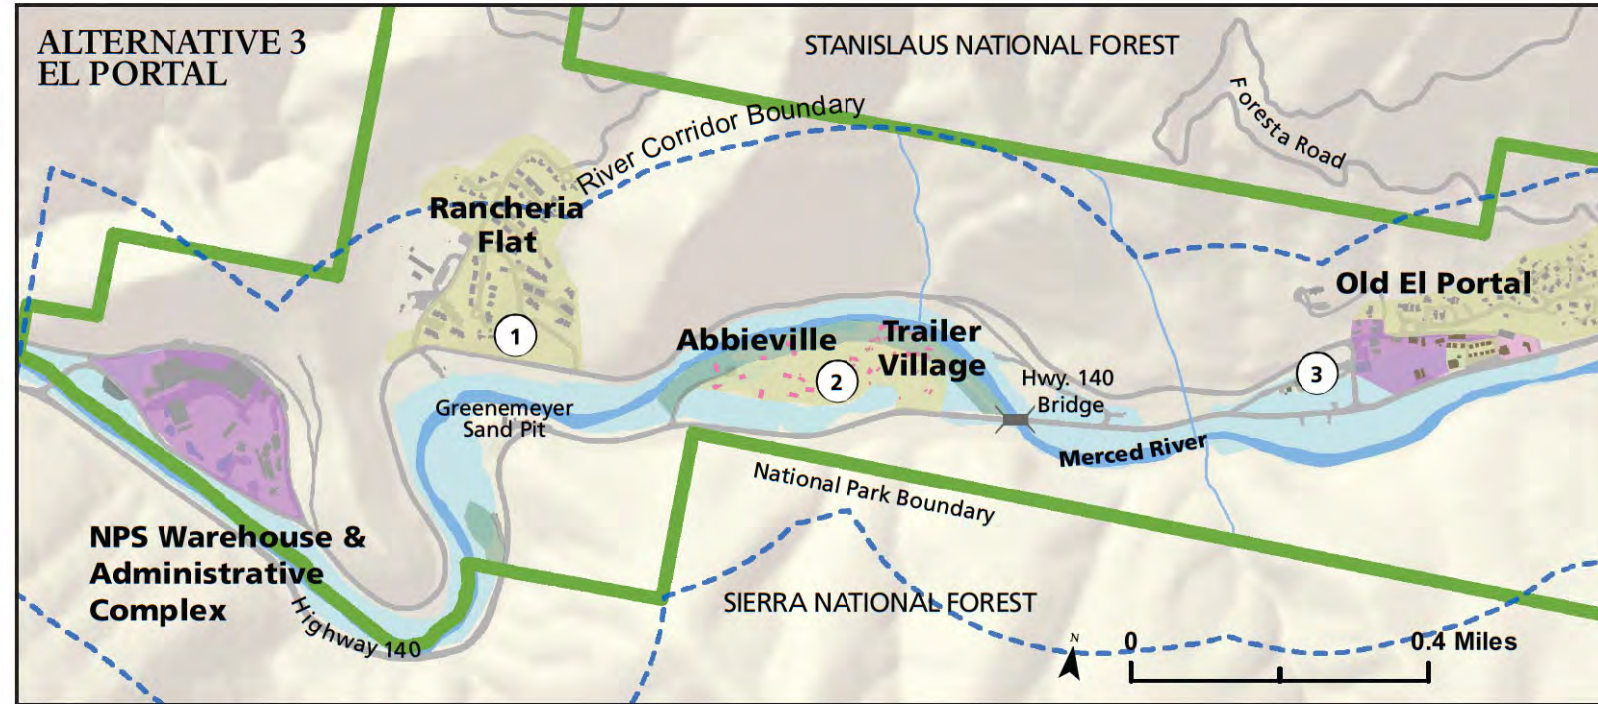 ALTERNATIVE 3
EL PORTAL
STANISLAUS NATIONAL FOREST
Foresta Road
River Corridor Boundary
Rancheria
Flat
1
Abbieville
Trailer
Village
2
Old El Portal
3
Hwy. 140
Bridge
Greenemeyer
Sand Pit
Merced River
National Park Boundary
NPS Warehouse &
Administrative
Complex
Highway 140
SIERRA NATIONAL FOREST
N
0
0.4 Miles